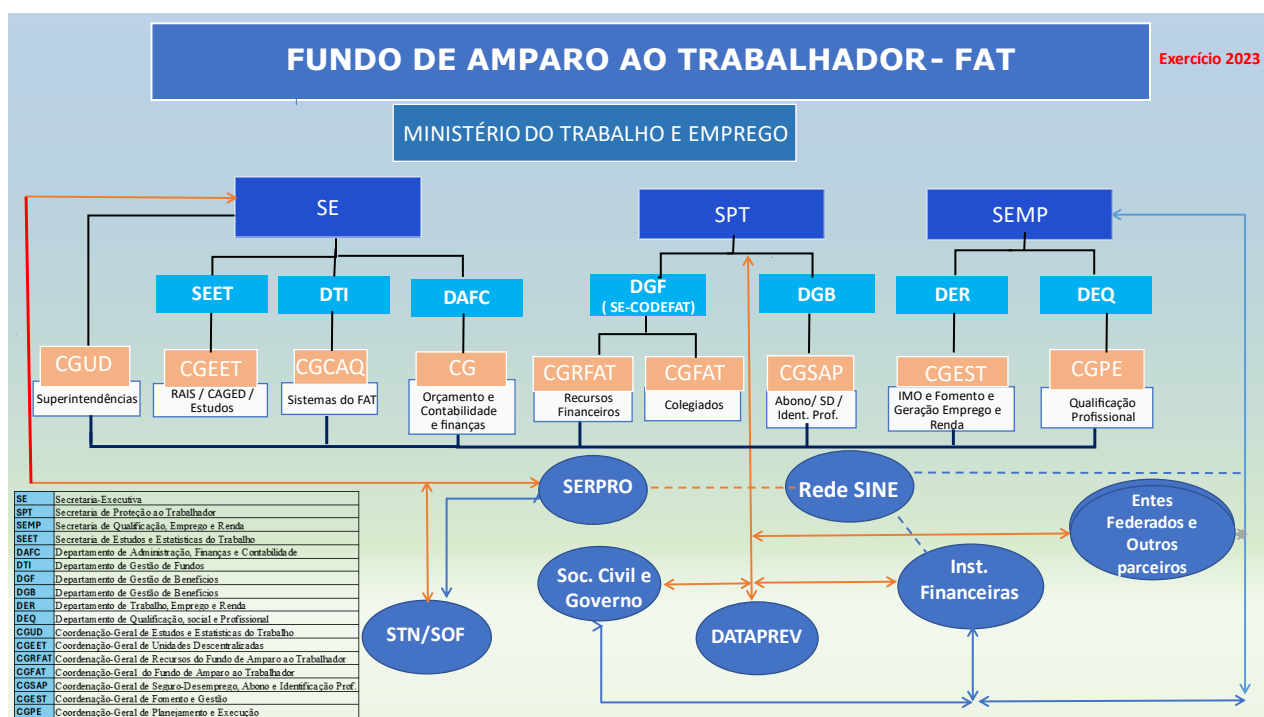 FUNDO DE AMPARO AO TRABALHADOR- FAT
Exercício 2023
MINISTÉRIO DO TRABALHO E EMPREGO
SE
SPT
SEMP
SEET
DTI
DAFC
DGF
( SE-CODEFAT)
DGB
DER
DEQ
CGUD
Superintendências
CGEET
RAIS / CAGED /
Estudos
CGCAQ
Sistemas do FAT
CG
Orçamento e
Contabilidade
e finanças
CGRFAT
Recursos
Financeiros
CGFAT
Colegiados
CGSAP
Abono/ SD /
Ident. Prof.
CGEST
IMO e Fomento e
Geração Emprego e
Renda
CGPE
Qualificação
Profissional
SERPRO
Rede SINE
Entes
Federados e
Outros
parceiros
Soc. Civil e
Governo
Inst.
Financeiras
STN/SOF
DATAPREV
SE Secretaria-Executiva
SPT Secretaria de Proteção ao Trabalhador
SEMP Secretaria de Qualificação, Emprego e Renda
SEET Secretaria de Estudos e Estatisticas do Trabalho
DAFC Departamento de Administração, Finanças e Contabilidade
DTI Departamento de Gestão de Fundos
DGF Departamento de Gestão de Benefícios
DGB Departamento de Gestão de Benefícios
DER Departamento de Trabalho, Emprego e Renda
DEQ Departamento de Qualificação, social e Profissional
CGUD Coordenação-Geral de Estudos e Estatisticas do Trabalho
CGEET Coordenação-Geral de Unidades Descentralizadas
CGRFAT Coordenação-Geral de Recursos do Fundo de Amparo ao Trabalhador
CGFAT Coordenação-Geral do Fundo de Amparo ao Trabalhador
CGSAP Coordenação-Geral de Seguro-Desemprego, Abono e Identificação Prof.
CGEST Coordenação-Geral de Fomento e Gestão
CGPE Coordenação-Geral de Planejamento e Execução